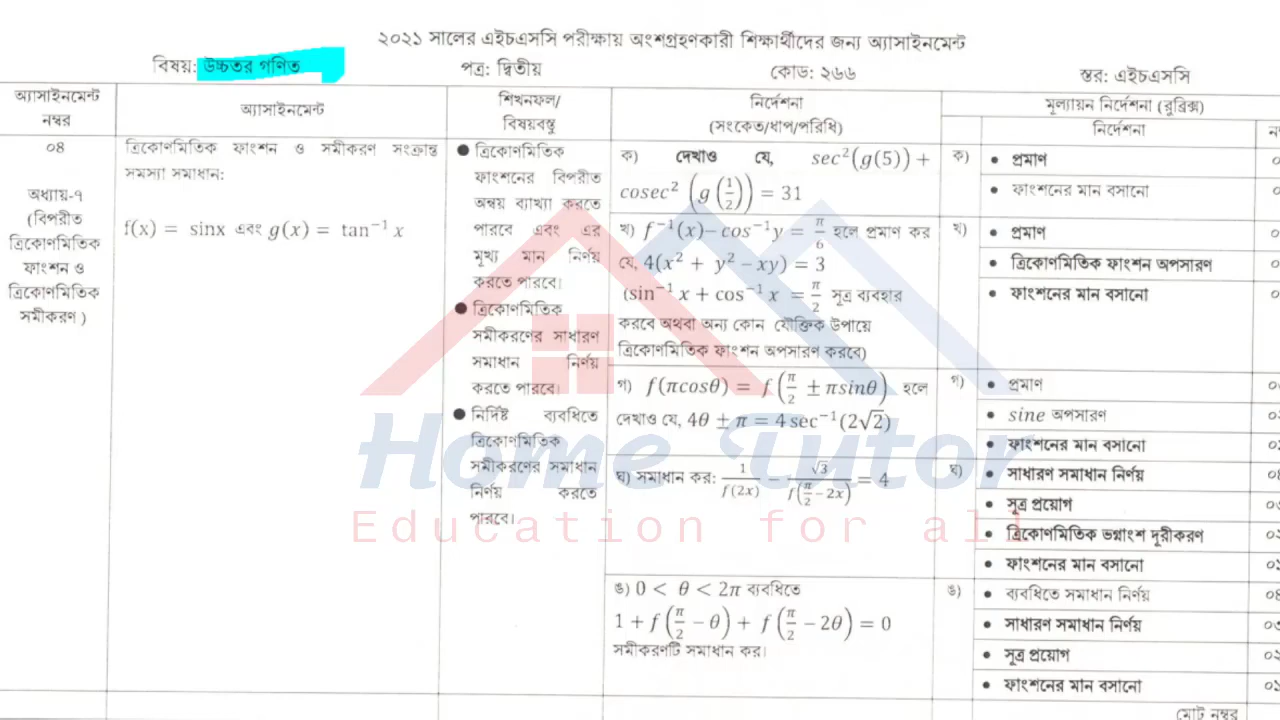 ২০২১ সালের এইচএসসি পরীক্ষায় অংশগ্রহণকারী শিক্ষার্থীদের জন্য অ্যাসাইনমেন্ট
বিষয়: উচ্চতর গণিত পত্র: দ্বিতীয় কোড: ২৬৬ স্তর: এইচএসসি
অ্যাসাইনমেন্ট
নম্বর
অ্যাসাইনমেন্ট
শিখনফল/
বিষয়বস্তু
নির্দেশনা
(সংকেত/ধাপ/পরিধি)
মূল্যায়ন নির্দেশনা (রুব্রিক্স)
নির্দেশনা
০৪
অধ্যায়-৭
(বিপরীত
ত্রিকোণমিতিক
ফাংশন ও
ত্রিকোণমিতিক
সমীকরণ )
ত্রিকোণমিতিক ফাংশন ও সমীকরণ সংক্রান্ত
সমস্যা সমাধান:
f(x) = sinx এবং g(x) = tan⁻¹ x
● ত্রিকোণমিতিক
ফাংশনের বিপরীত
অন্বয় ব্যাখ্যা করতে
পারবে এবং এর
মূখ্য মান নির্ণয়
করতে পারবে।
● ত্রিকোণমিতিক
সমীকরণের সাধারণ
সমাধান নির্ণয়
করতে পারবে।
● নির্দিষ্ট ব্যবধিতে
ত্রিকোণমিতিক
সমীকরণের সমাধান
নির্ণয় করতে
পারবে।
ক) দেখাও যে, sec²(g(5)) +
cosec² (g(1/2)) = 31
খ) f⁻¹(x)− cos⁻¹y = π/6 হলে প্রমাণ কর
যে, 4(x² + y² − xy) = 3
(sin⁻¹ x + cos⁻¹ x = π/2 সূত্র ব্যবহার
করবে অথবা অন্য কোন যৌক্তিক উপায়ে
ত্রিকোণমিতিক ফাংশন অপসারণ করবে)
গ) f(πcosθ) = f(π/2 ± πsinθ) হলে
দেখাও যে, 4θ ± π = 4 sec⁻¹(2√2)
ঘ) সমাধান কর: 1/f(2x) − √3/f(π/2−2x) = 4
ঙ) 0 < θ < 2π ব্যবধিতে
1 + f(π/2 − θ) + f(π/2 − 2θ) = 0
সমীকরণটি সমাধান কর।
ক) ● প্রমাণ
● ফাংশনের মান বসানো
খ) ● প্রমাণ
● ত্রিকোণমিতিক ফাংশন অপসারণ
● ফাংশনের মান বসানো
গ) ● প্রমাণ
● sine অপসারণ
● ফাংশনের মান বসানো
ঘ) ● সাধারণ সমাধান নির্ণয়
● সূত্র প্রয়োগ
● ত্রিকোণমিতিক ভগ্নাংশ দূরীকরণ
● ফাংশনের মান বসানো
ঙ) ● ব্যবধিতে সমাধান নির্ণয়
● সাধারণ সমাধান নির্ণয়
● সূত্র প্রয়োগ
● ফাংশনের মান বসানো
মোট নম্বর
Home Tutor
Education for all